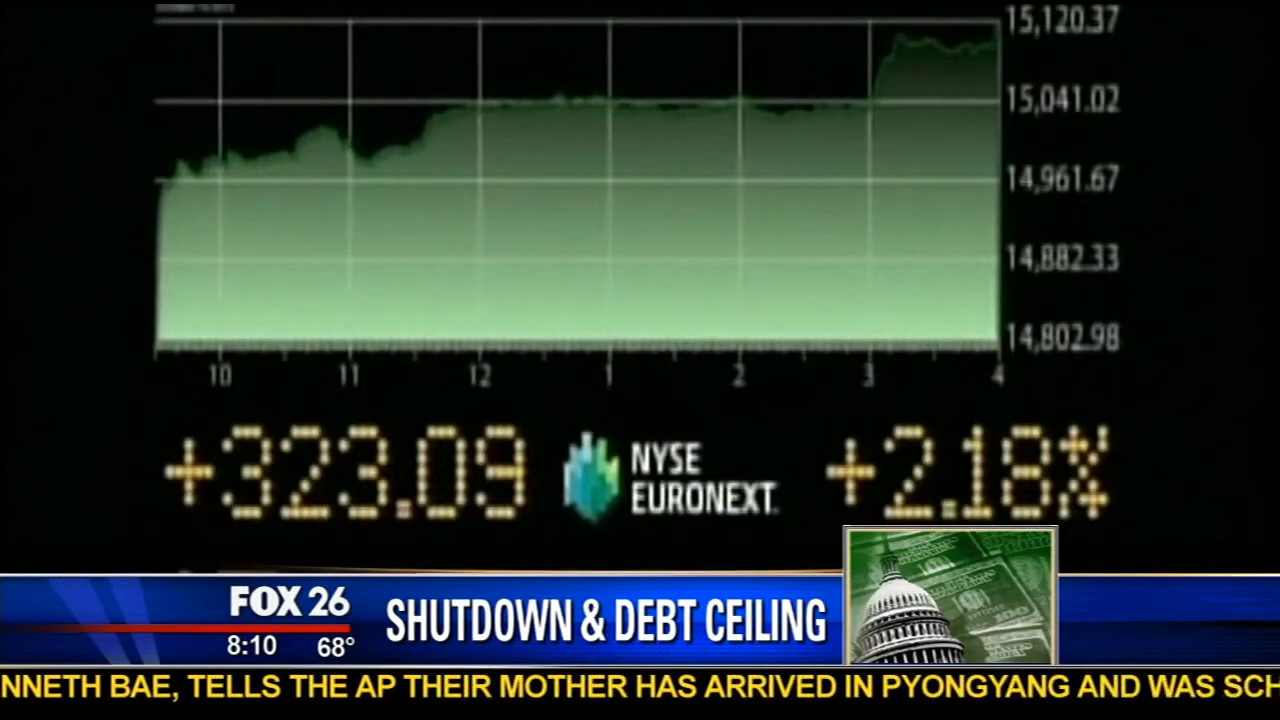 15,120.37
15,041.02
14,961.67
14,882.33
14,802.98
10 11 12 1 2 3 4
+323.09 NYSE EURONEXT. +2.18%
FOX 26
8:10 68°
SHUTDOWN & DEBT CEILING
NNETH BAE, TELLS THE AP THEIR MOTHER HAS ARRIVED IN PYONGYANG AND WAS SCH